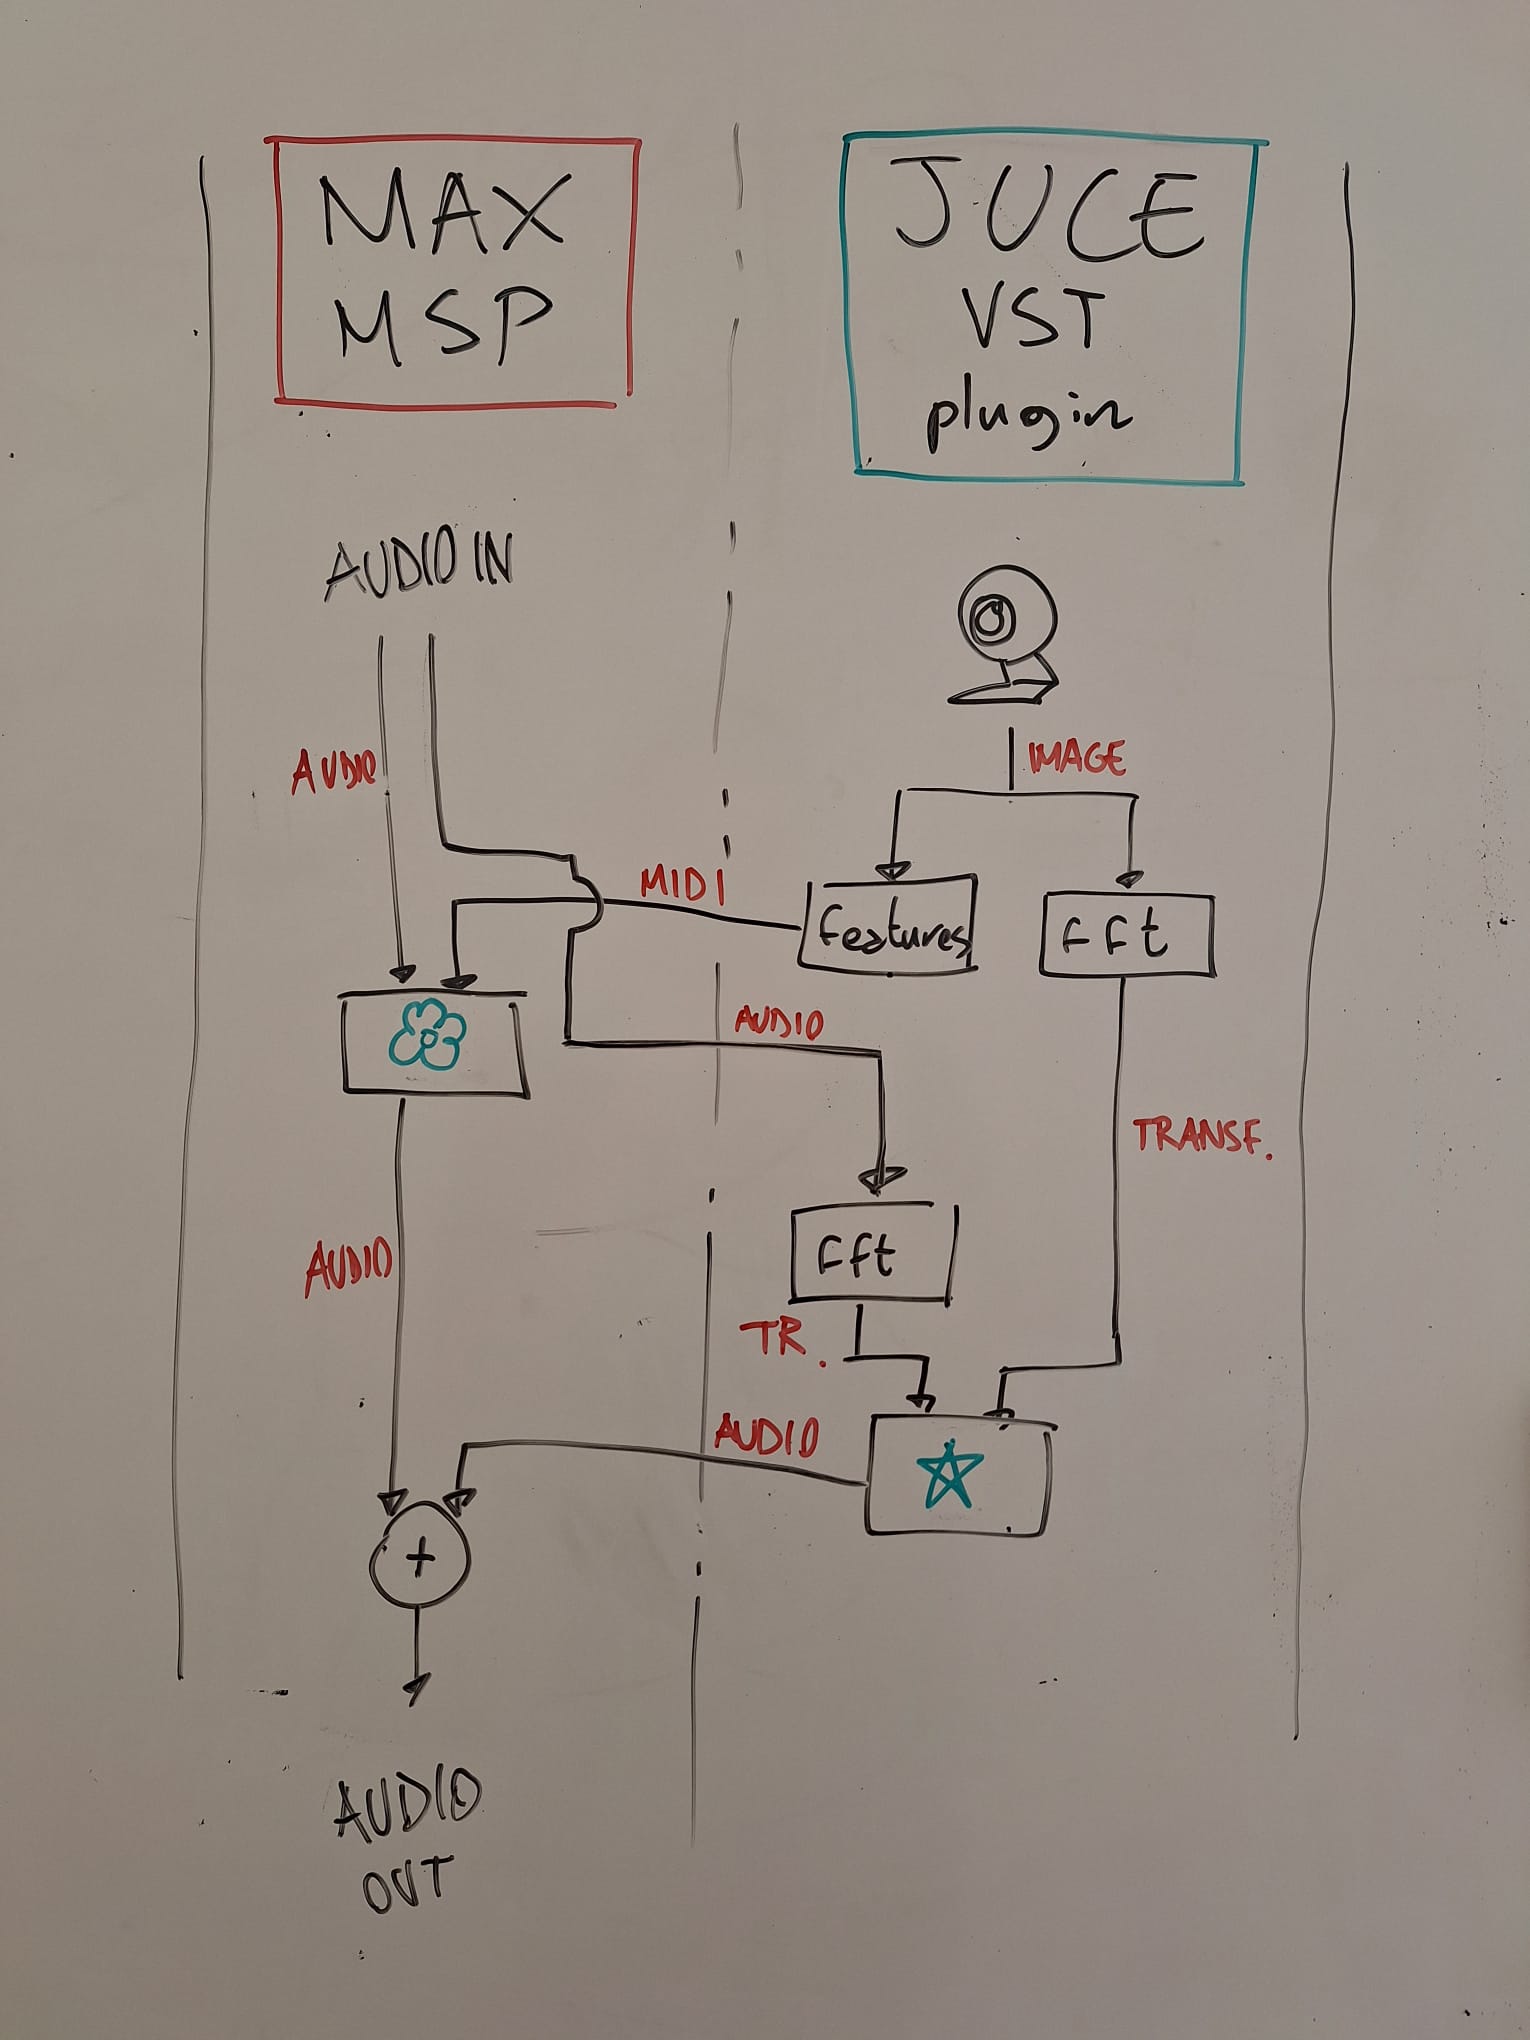 MAX
MSP
JUCE
VST
plugin
AUDIO IN
AUDIO
IMAGE
MIDI
features
fft
AUDIO
TRANSF.
AUDIO
fft
TR.
AUDIO
+
AUDIO
OUT